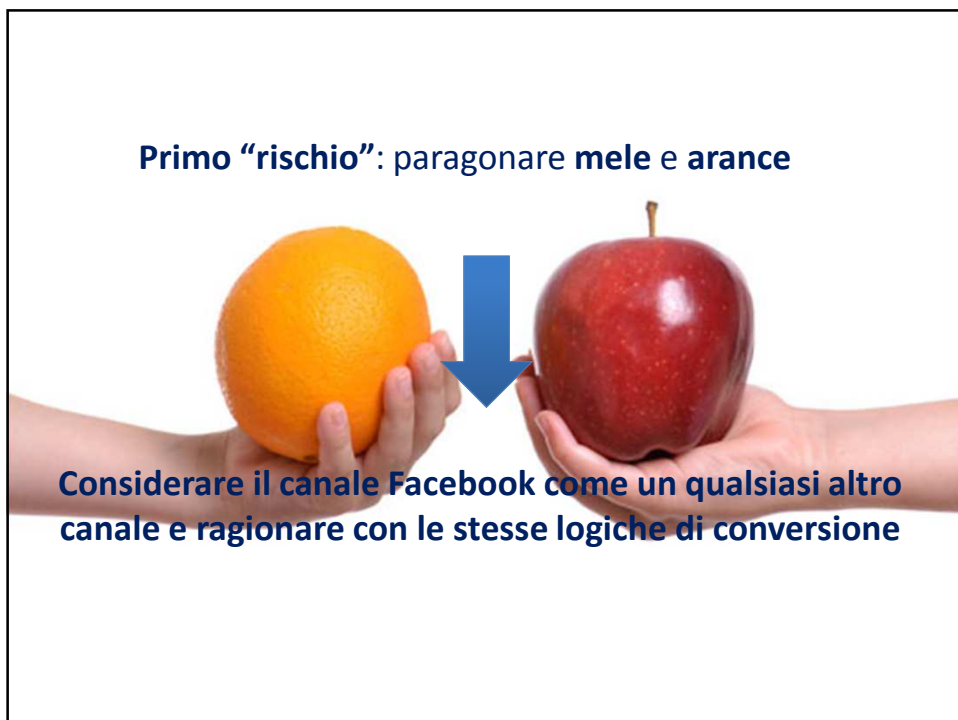 Primo “rischio”: paragonare mele e arance
Considerare il canale Facebook come un qualsiasi altro
canale e ragionare con le stesse logiche di conversione